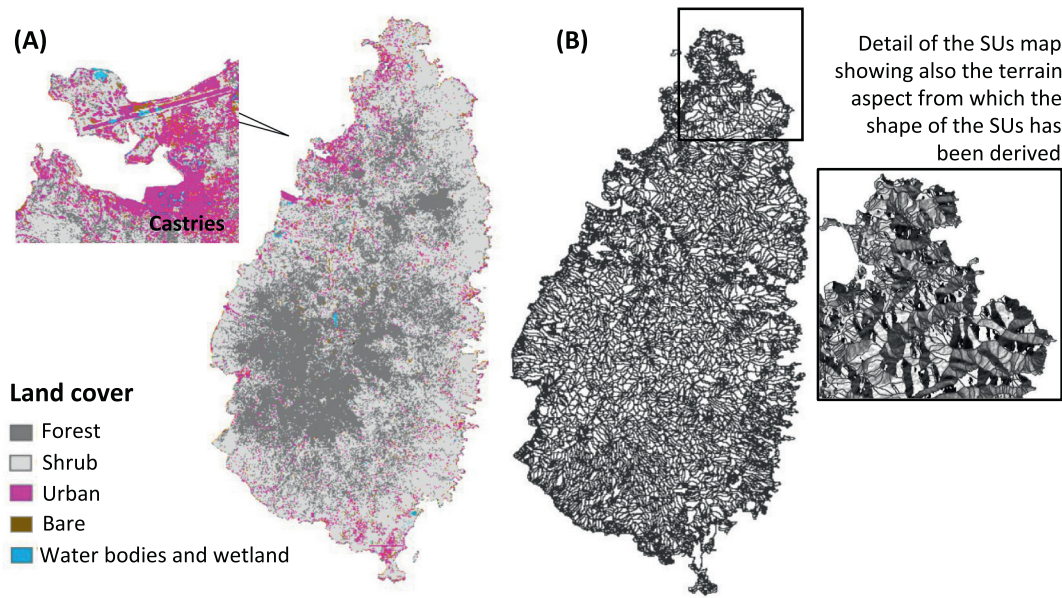 (A)
Castries
Land cover
Forest
Shrub
Urban
Bare
Water bodies and wetland
(B)
Detail of the SUs map
showing also the terrain
aspect from which the
shape of the SUs has
been derived